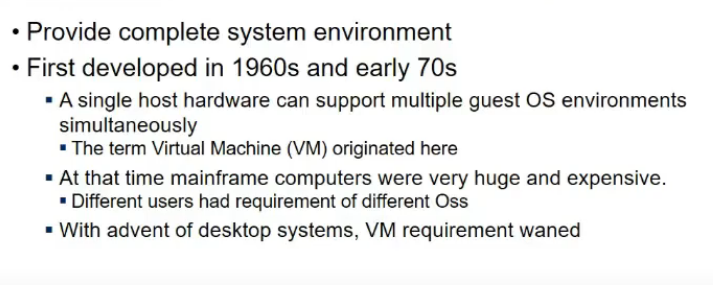 • Provide complete system environment
• First developed in 1960s and early 70s
▪ A single host hardware can support multiple guest OS environments
simultaneously
▪ The term Virtual Machine (VM) originated here
▪ At that time mainframe computers were very huge and expensive.
▪ Different users had requirement of different Oss
▪ With advent of desktop systems, VM requirement waned